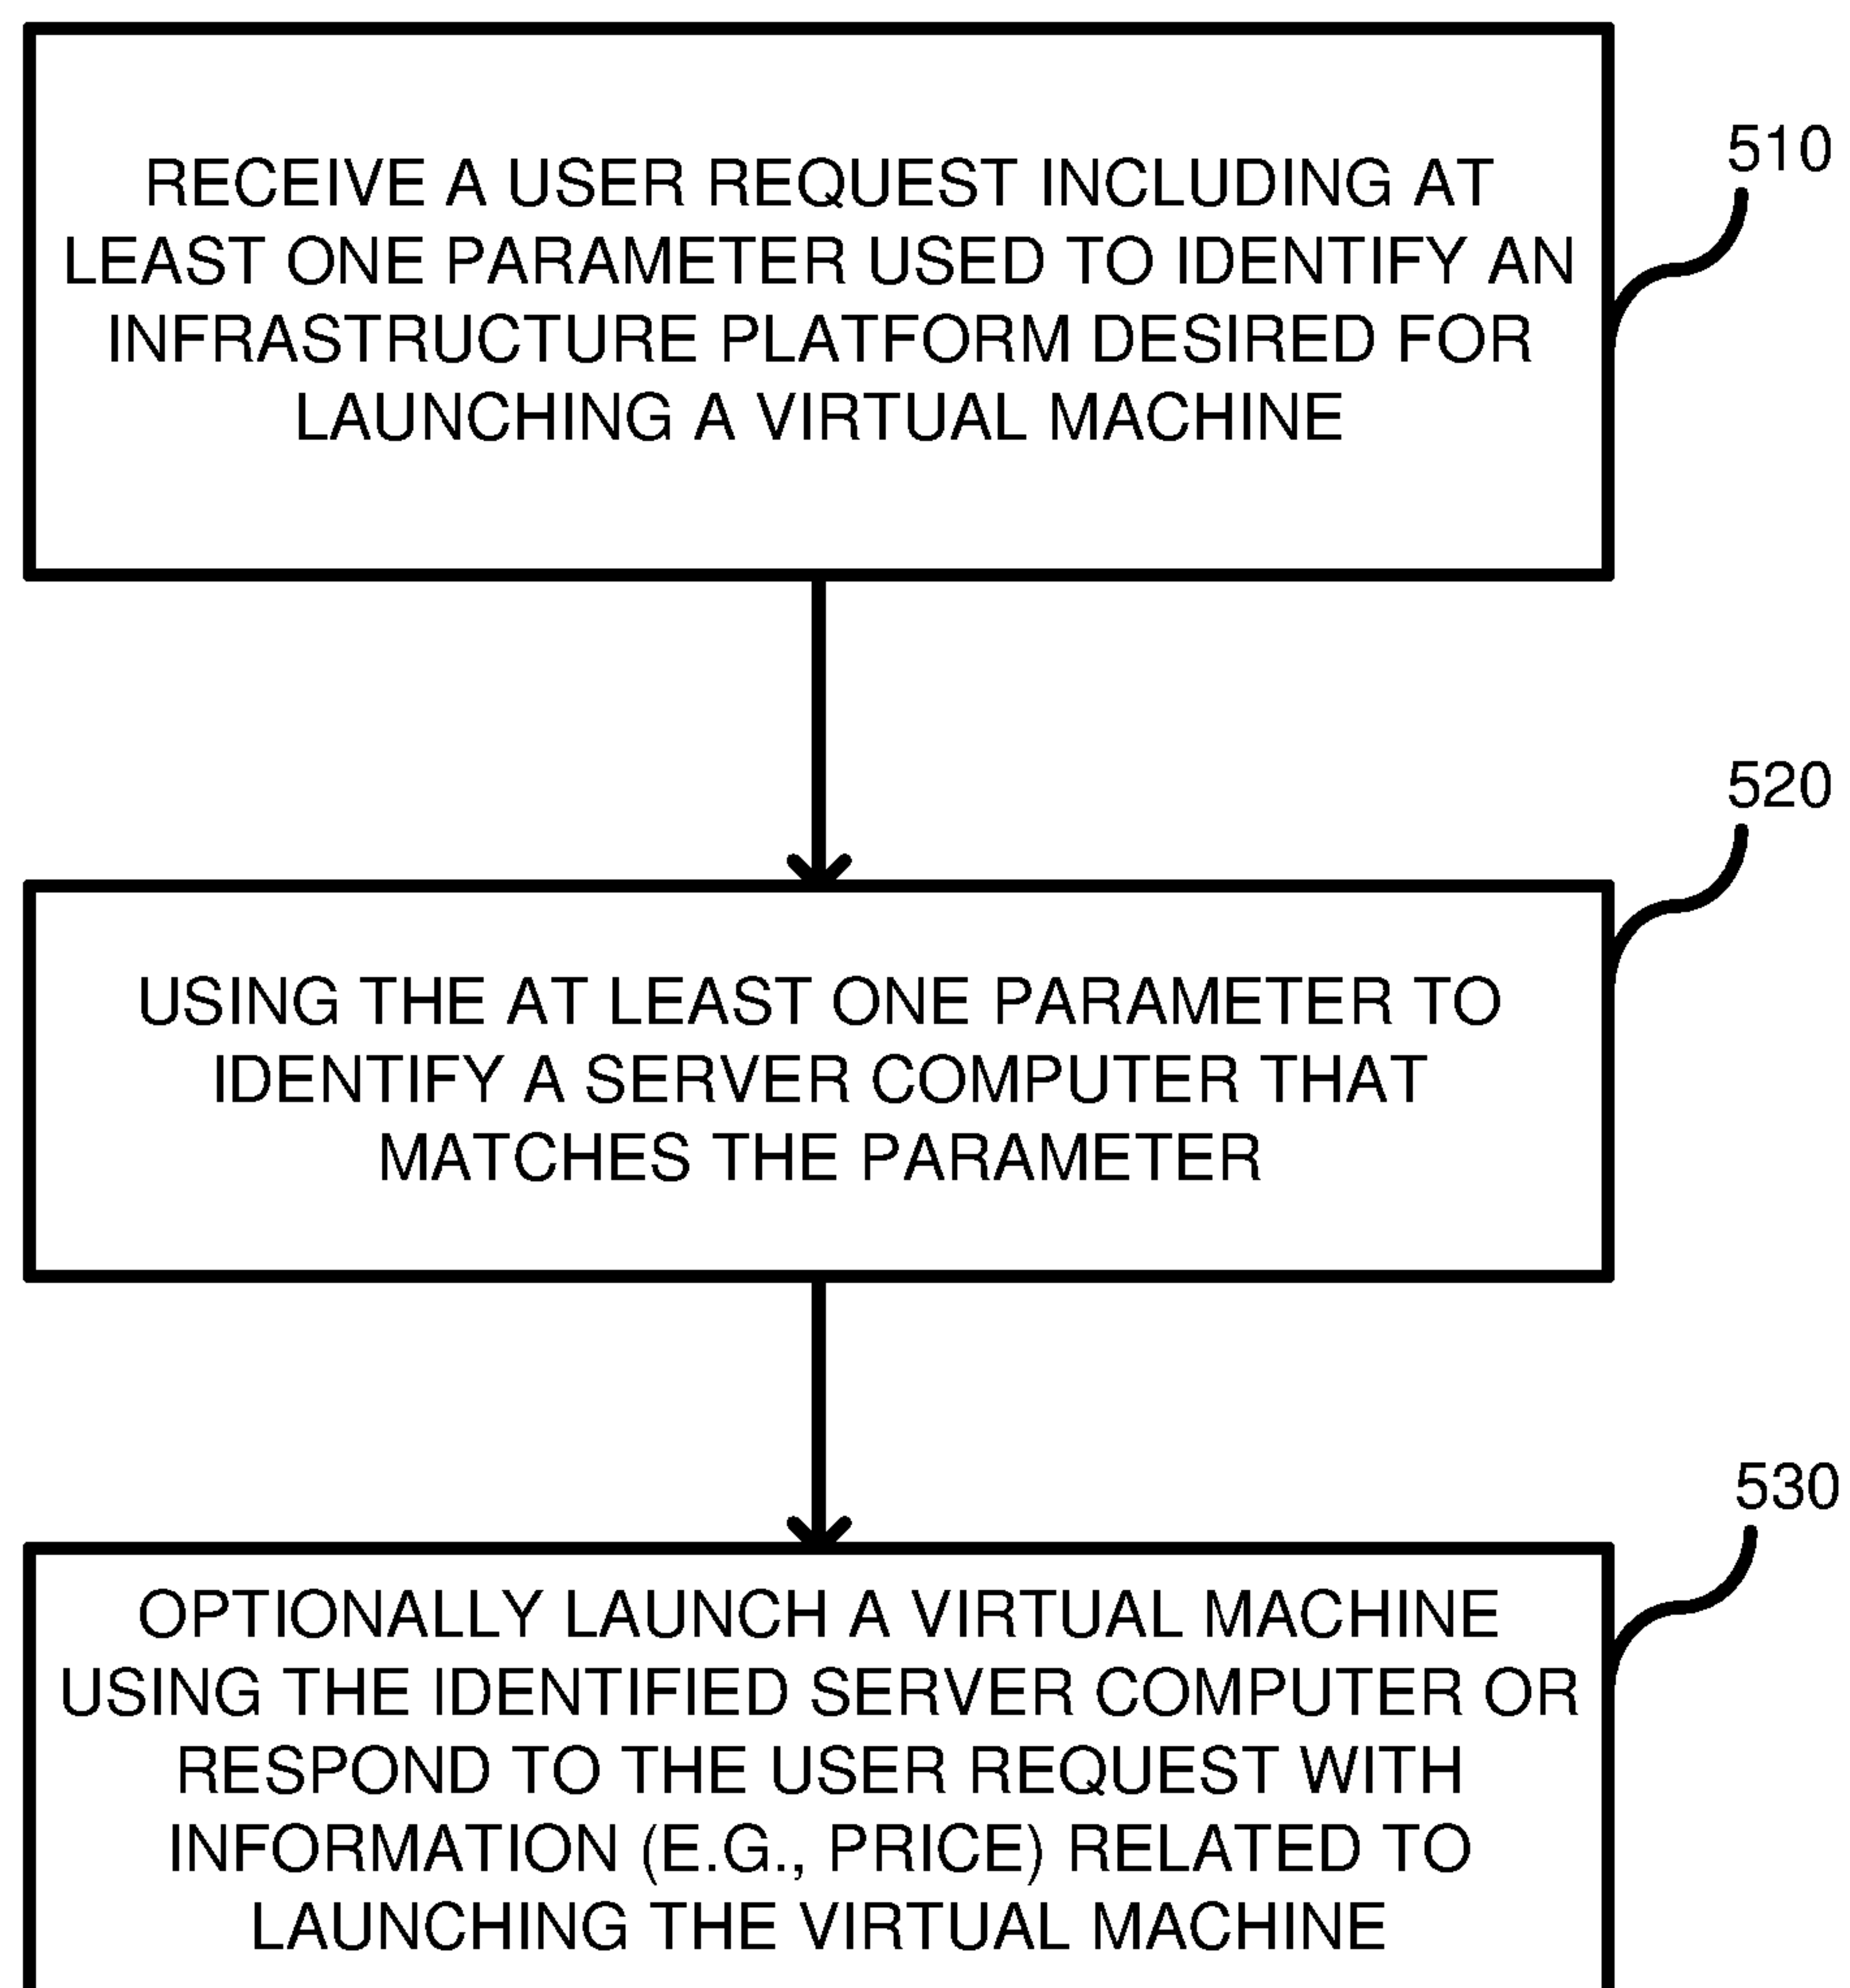 RECEIVE A USER REQUEST INCLUDING AT
LEAST ONE PARAMETER USED TO IDENTIFY AN
INFRASTRUCTURE PLATFORM DESIRED FOR
LAUNCHING A VIRTUAL MACHINE
510
USING THE AT LEAST ONE PARAMETER TO
IDENTIFY A SERVER COMPUTER THAT
MATCHES THE PARAMETER
520
OPTIONALLY LAUNCH A VIRTUAL MACHINE
USING THE IDENTIFIED SERVER COMPUTER OR
RESPOND TO THE USER REQUEST WITH
INFORMATION (E.G., PRICE) RELATED TO
LAUNCHING THE VIRTUAL MACHINE
530